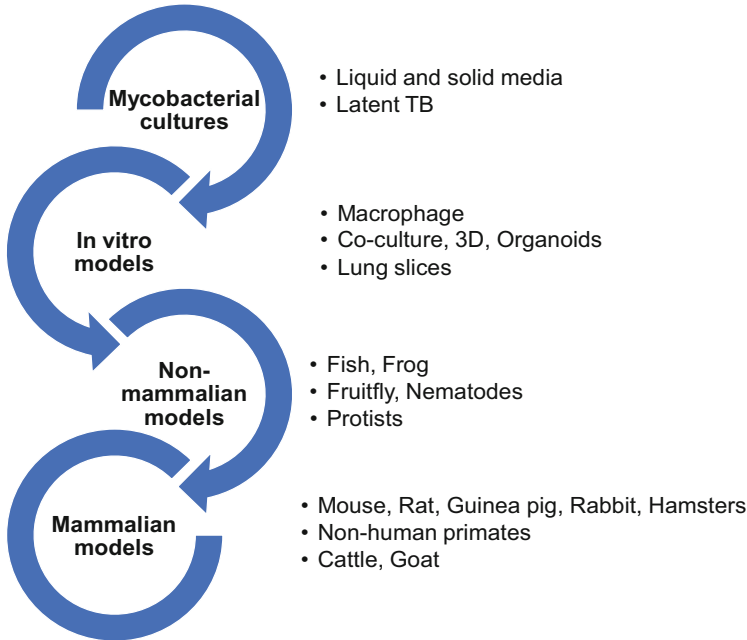 Mycobacterial
cultures
• Liquid and solid media
• Latent TB
In vitro
models
• Macrophage
• Co-culture, 3D, Organoids
• Lung slices
Non-
mammalian
models
• Fish, Frog
• Fruitfly, Nematodes
• Protists
Mammalian
models
• Mouse, Rat, Guinea pig, Rabbit, Hamsters
• Non-human primates
• Cattle, Goat